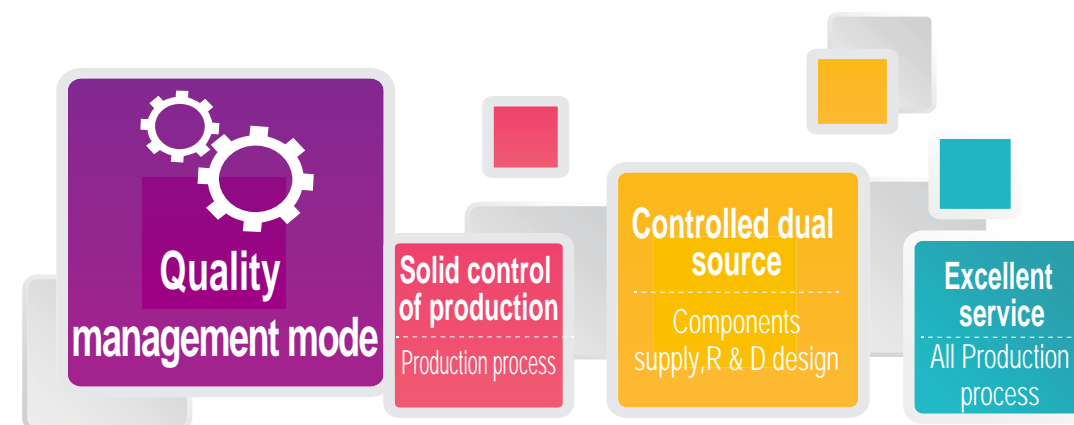 Quality
management mode
Solid control
of production
Production process
Controlled dual
source
Components
supply,R & D design
Excellent
service
All Production
process